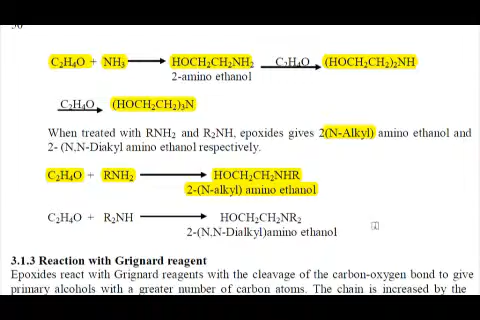 C₂H₄O + NH₃ ⟶ HOCH₂CH₂NH₂ C₂H₄O⟶ (HOCH₂CH₂)₂NH
2-amino ethanol
C₂H₄O⟶ (HOCH₂CH₂)₃N
When treated with RNH₂ and R₂NH, epoxides gives 2(N-Alkyl) amino ethanol and
2- (N,N-Diakyl amino ethanol respectively.
C₂H₄O + RNH₂ ⟶ HOCH₂CH₂NHR
2-(N-alkyl) amino ethanol
C₂H₄O + R₂NH ⟶ HOCH₂CH₂NR₂
2-(N,N-Dialkyl)amino ethanol
3.1.3 Reaction with Grignard reagent
Epoxides react with Grignard reagents with the cleavage of the carbon-oxygen bond to give
primary alcohols with a greater number of carbon atoms. The chain is increased by the